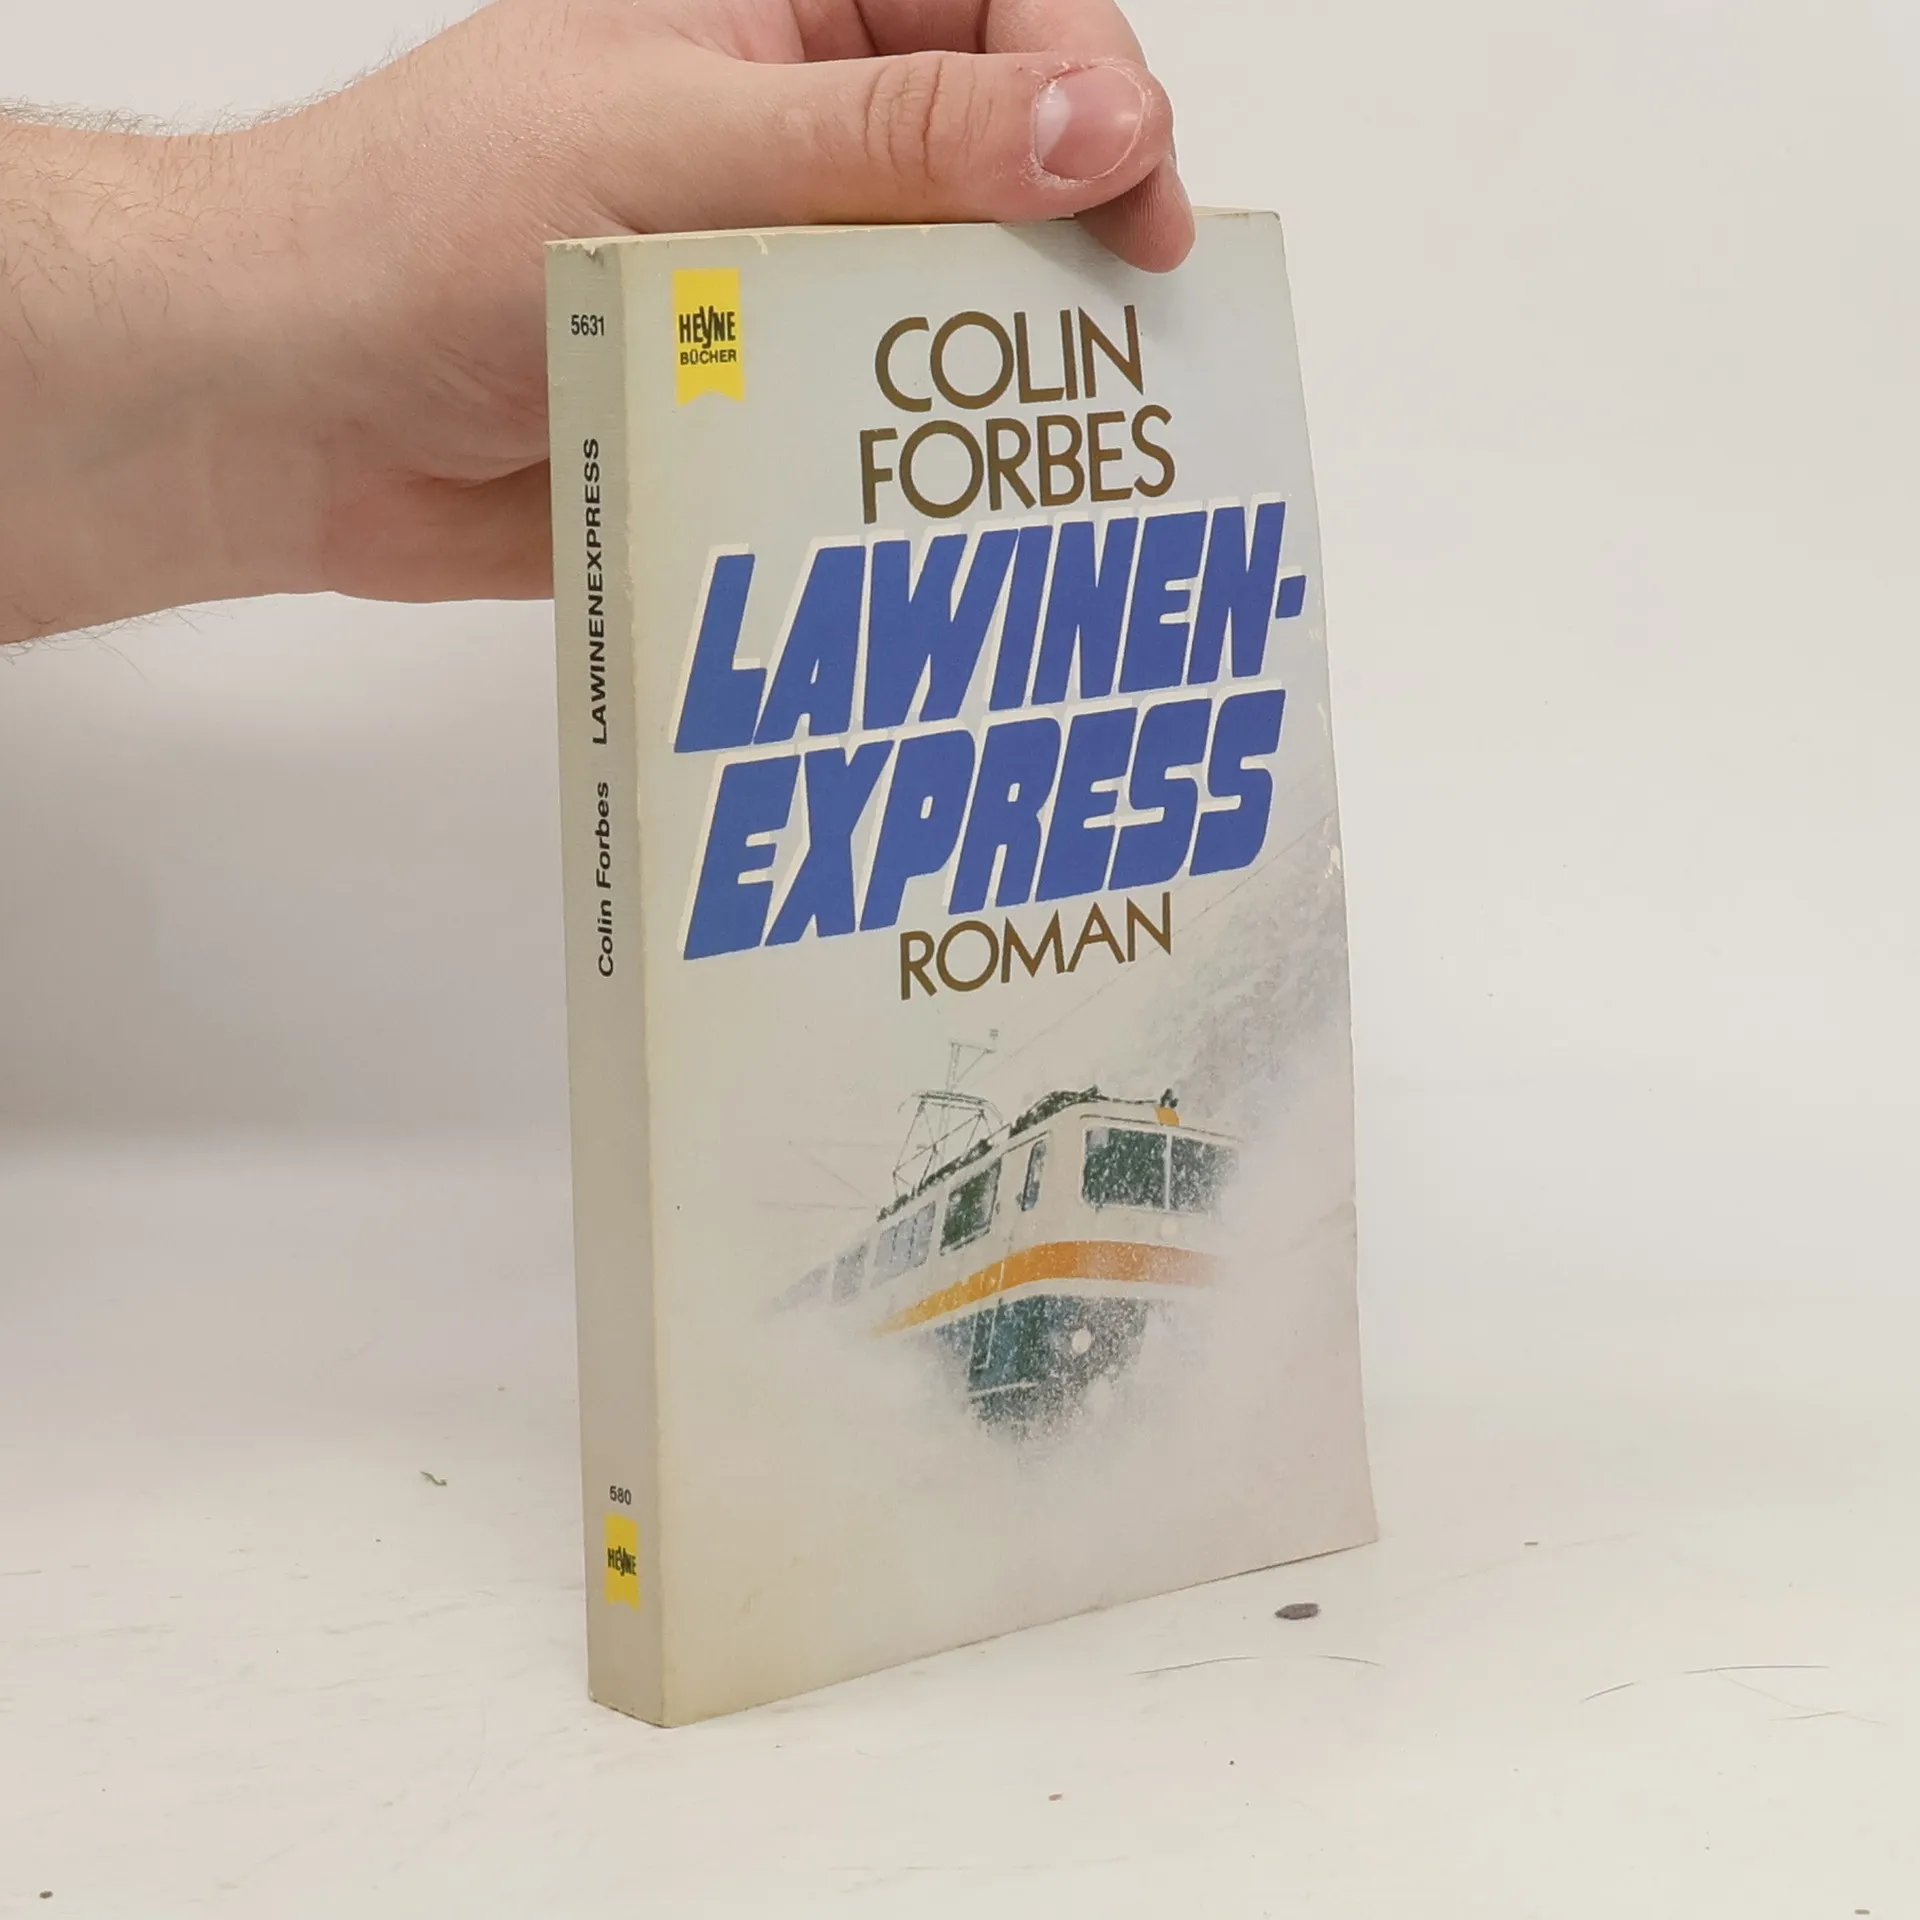 5631
LAWINENEXPRESS
Colin Forbes
580
HEYNE
HEYNE
BÜCHER
COLIN
FORBES
LAWINEN-
EXPRESS
ROMAN